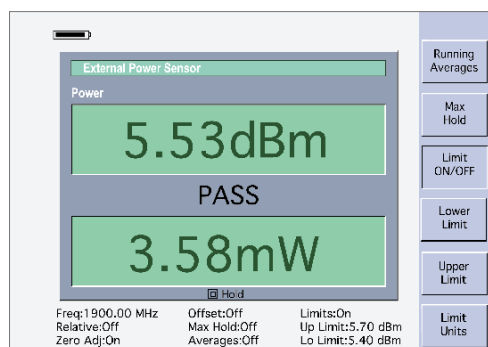 External Power Sensor
Power
5.53dBm
PASS
3.58mW
Hold
Freq:1900.00 MHz Offset:Off Limits:On
Relative:Off Max Hold:Off Up Limit:5.70 dBm
Zero Adj:On Averages:Off Lo Limit:5.40 dBm
Running
Averages
Max
Hold
Limit
ON/OFF
Lower
Limit
Upper
Limit
Limit
Units